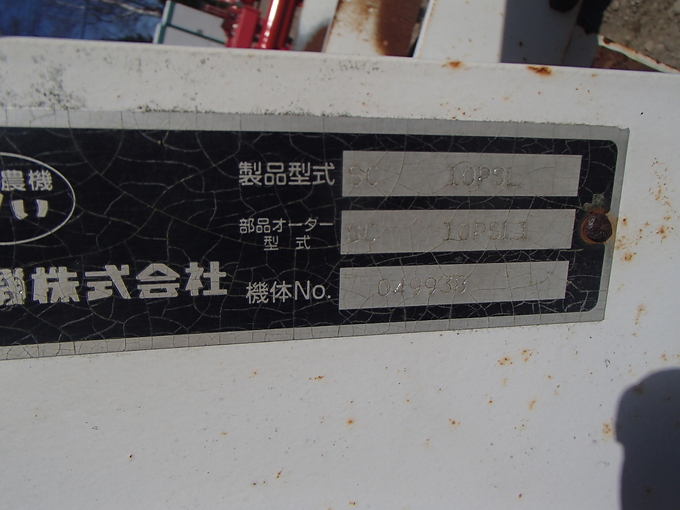 農機
製品型式 SC 10PSL
部品オーダー型式 SC 10PSL1
株式会社
機体No. 049933